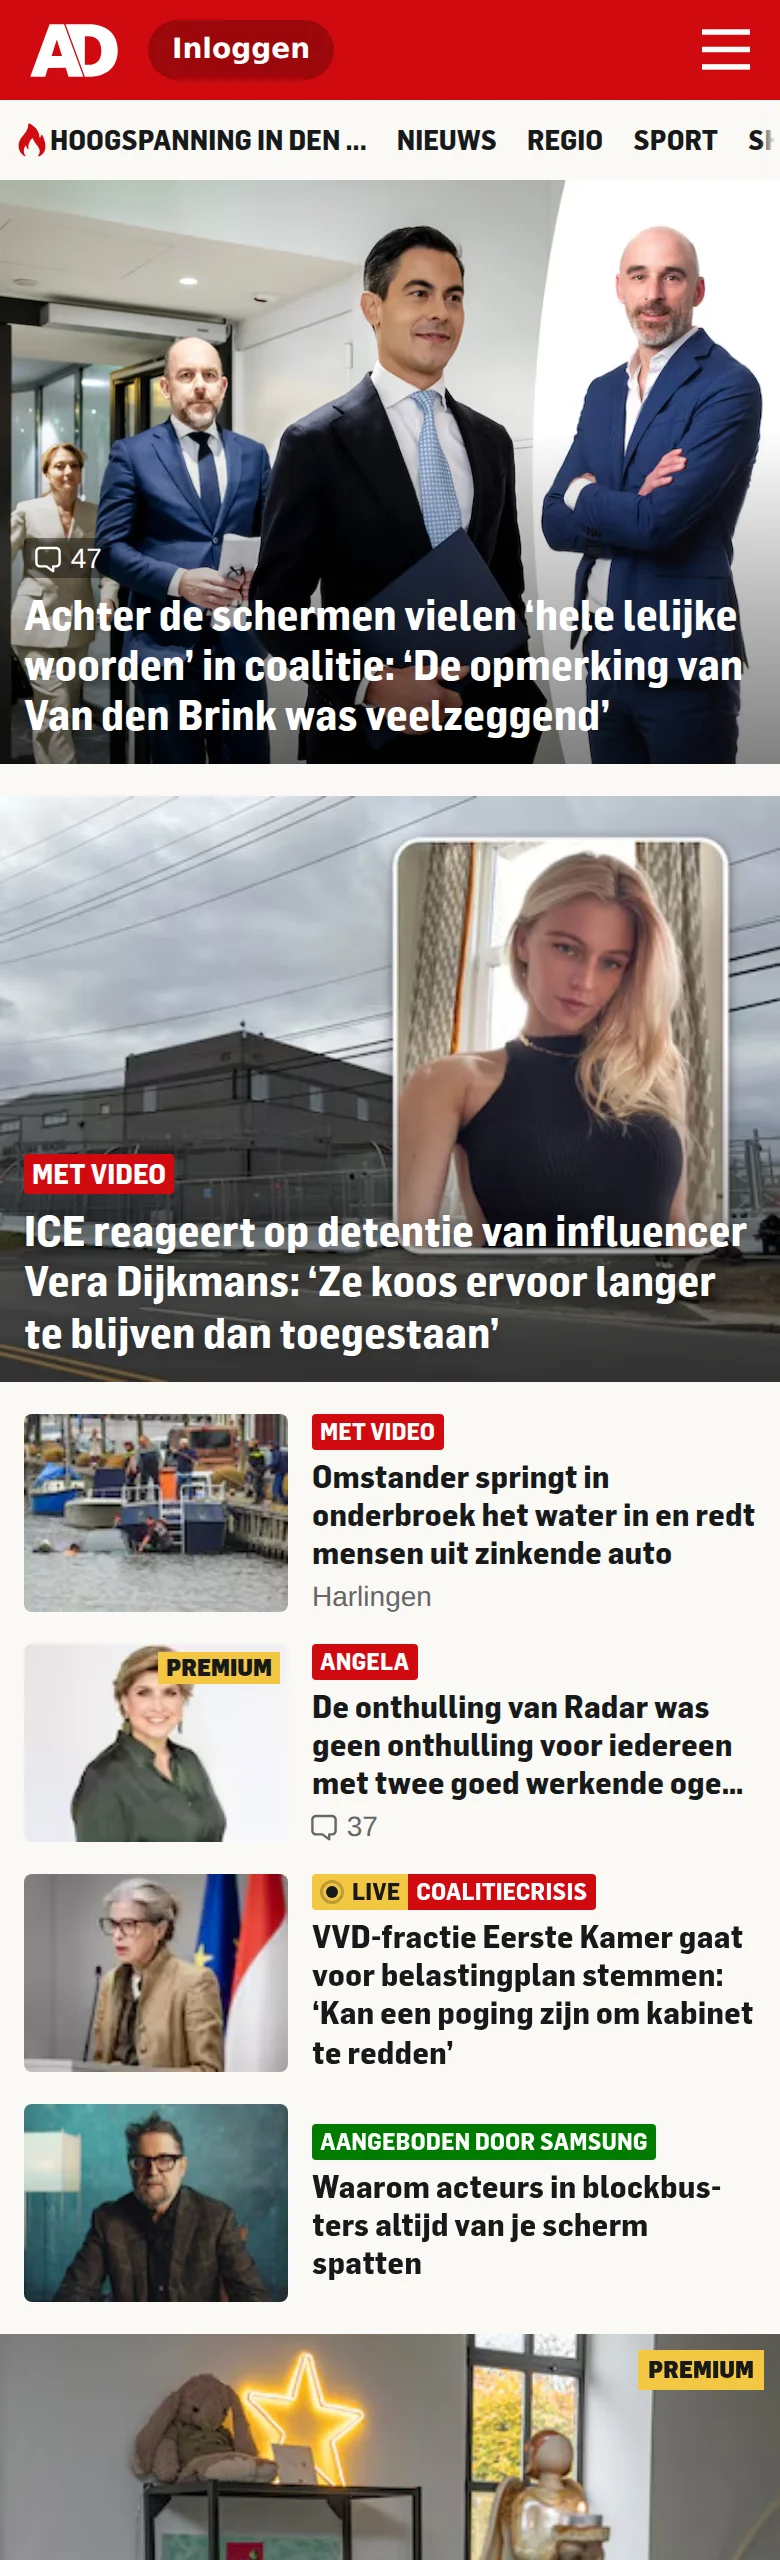 AD
Inloggen
HOOGSPANNING IN DEN ...
NIEUWS
REGIO
SPORT
47
Achter de schermen vielen ‘hele lelijke
woorden’ in coalitie: ‘De opmerking van
Van den Brink was veelzeggend’
MET VIDEO
ICE reageert op detentie van influencer
Vera Dijkmans: ‘Ze koos ervoor langer
te blijven dan toegestaan’
MET VIDEO
Omstander springt in
onderbroek het water in en redt
mensen uit zinkende auto
Harlingen
PREMIUM
ANGELA
De onthulling van Radar was
geen onthulling voor iedereen
met twee goed werkende oge...
37
LIVE COALITIECRISIS
VVD-fractie Eerste Kamer gaat
voor belastingplan stemmen:
‘Kan een poging zijn om kabinet
te redden’
AANGEBODEN DOOR SAMSUNG
Waarom acteurs in blockbus-
ters altijd van je scherm
spatten
PREMIUM